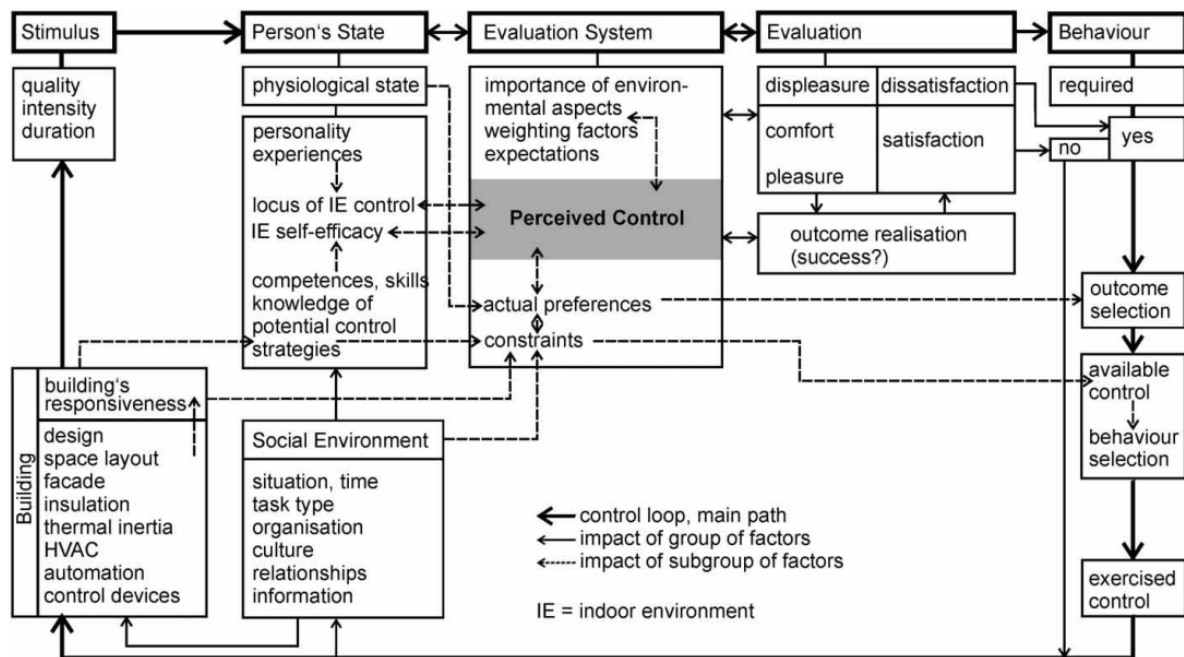 Stimulus
Person's State
Evaluation System
Evaluation
Behaviour
quality
intensity
duration
physiological state
personality
experiences
locus of IE control
IE self-efficacy
competences, skills
knowledge of
potential control
strategies
importance of environ-
mental aspects
weighting factors
expectations
Perceived Control
actual preferences
constraints
displeasure
dissatisfaction
comfort
satisfaction
pleasure
outcome realisation
(success?)
required
no
yes
outcome
selection
available
control
behaviour
selection
exercised
control
Building
building's
responsiveness
design
space layout
facade
insulation
thermal inertia
HVAC
automation
control devices
Social Environment
situation, time
task type
organisation
culture
relationships
information
control loop, main path
impact of group of factors
impact of subgroup of factors
IE = indoor environment